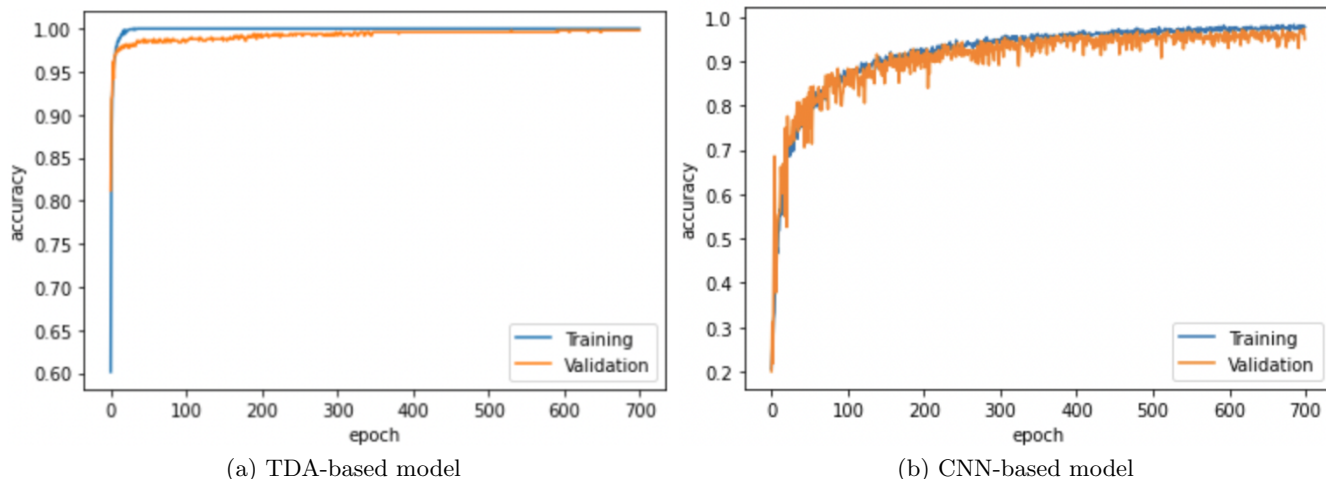 1.00
0.95
0.90
0.85
0.80
0.75
0.70
0.65
0.60
accuracy
0 100 200 300 400 500 600 700
epoch
Training
Validation
(a) TDA-based model
1.0
0.9
0.8
0.7
0.6
0.5
0.4
0.3
0.2
accuracy
0 100 200 300 400 500 600 700
epoch
Training
Validation
(b) CNN-based model